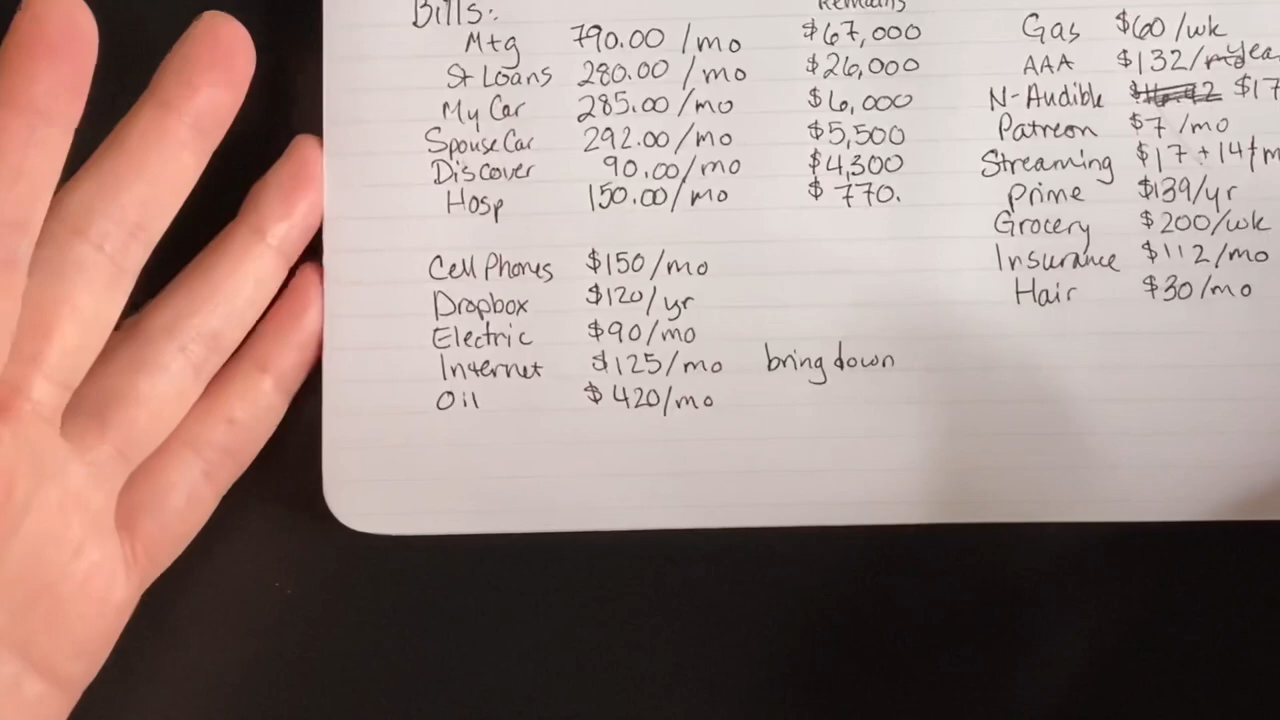 Bills:
Remains
Mtg 790.00 /mo $67,000
St Loans 280.00 /mo $26,000
My Car 285.00/mo $6,000
Spouse Car 292.00/mo $5,500
Discover 90.00/mo $4,300
Hosp 150.00/mo $ 770.
Cell Phones $150/mo
Dropbox $120/yr
Electric $90/mo
Internet $125/mo bring down
Oil $420/mo
Gas $60/wk
AAA $132/year
N-Audible $17
Patreon $7/mo
Streaming $17 + 14/m
Prime $139/yr
Grocery $200/wk
Insurance $112/mo
Hair $30/mo